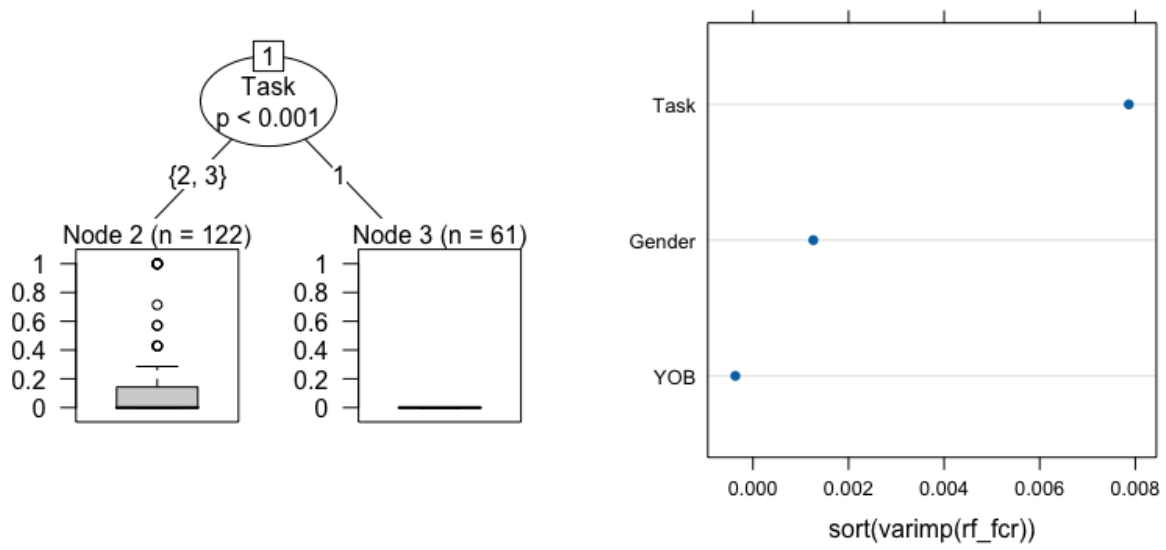 1
Task
p < 0.001
{2, 3}
1
Node 2 (n = 122)
1
0.8
0.6
0.4
0.2
0
Node 3 (n = 61)
1
0.8
0.6
0.4
0.2
0
Task
Gender
YOB
0.000 0.002 0.004 0.006 0.008
sort(varimp(rf_fcr))